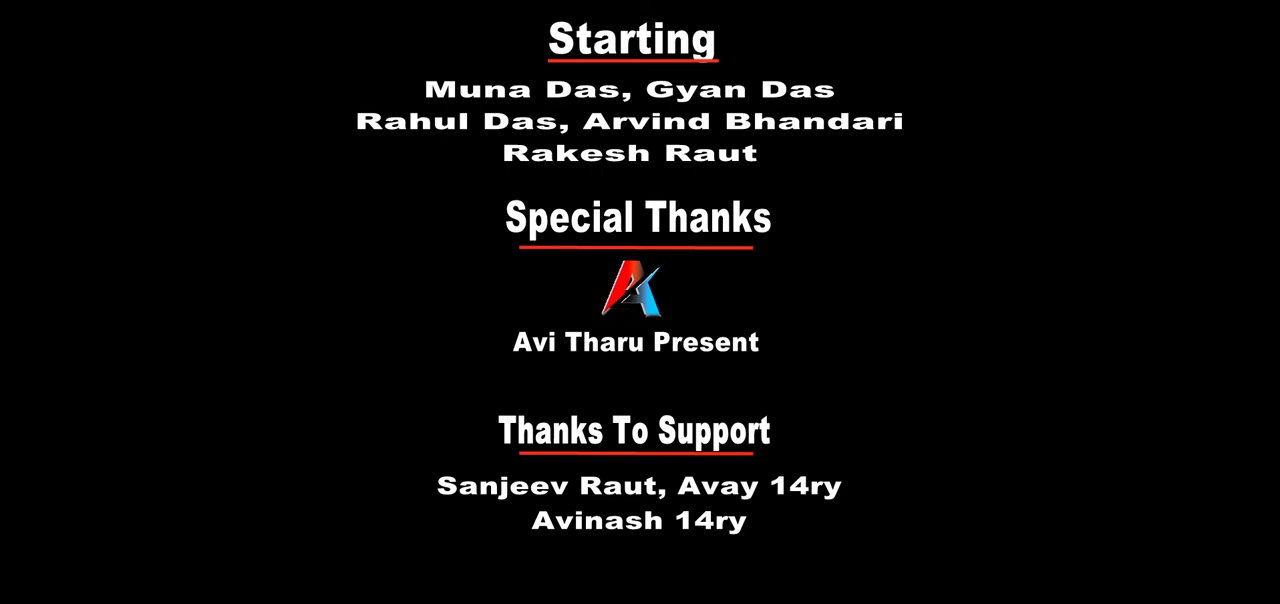 Starting
Muna Das, Gyan Das
Rahul Das, Arvind Bhandari
Rakesh Raut
Special Thanks
Avi Tharu Present
Thanks To Support
Sanjeev Raut, Avay 14ry
Avinash 14ry